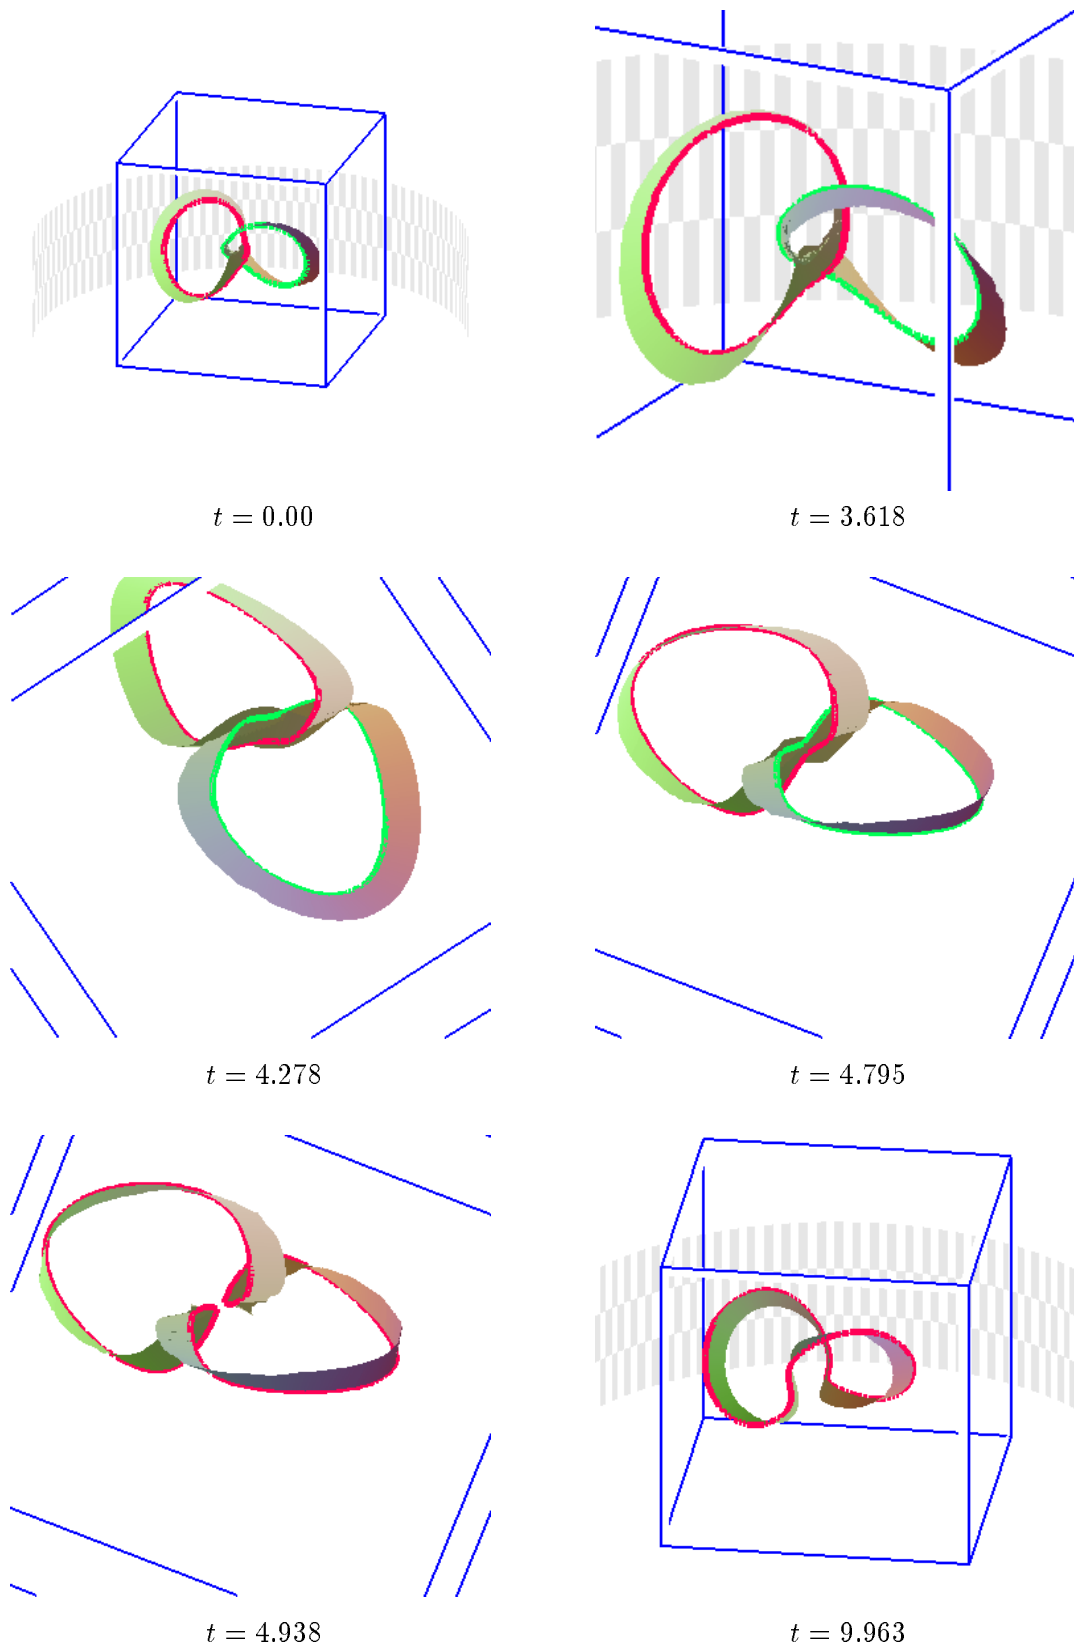 t = 0.00
t = 3.618
t = 4.278
t = 4.795
t = 4.938
t = 9.963